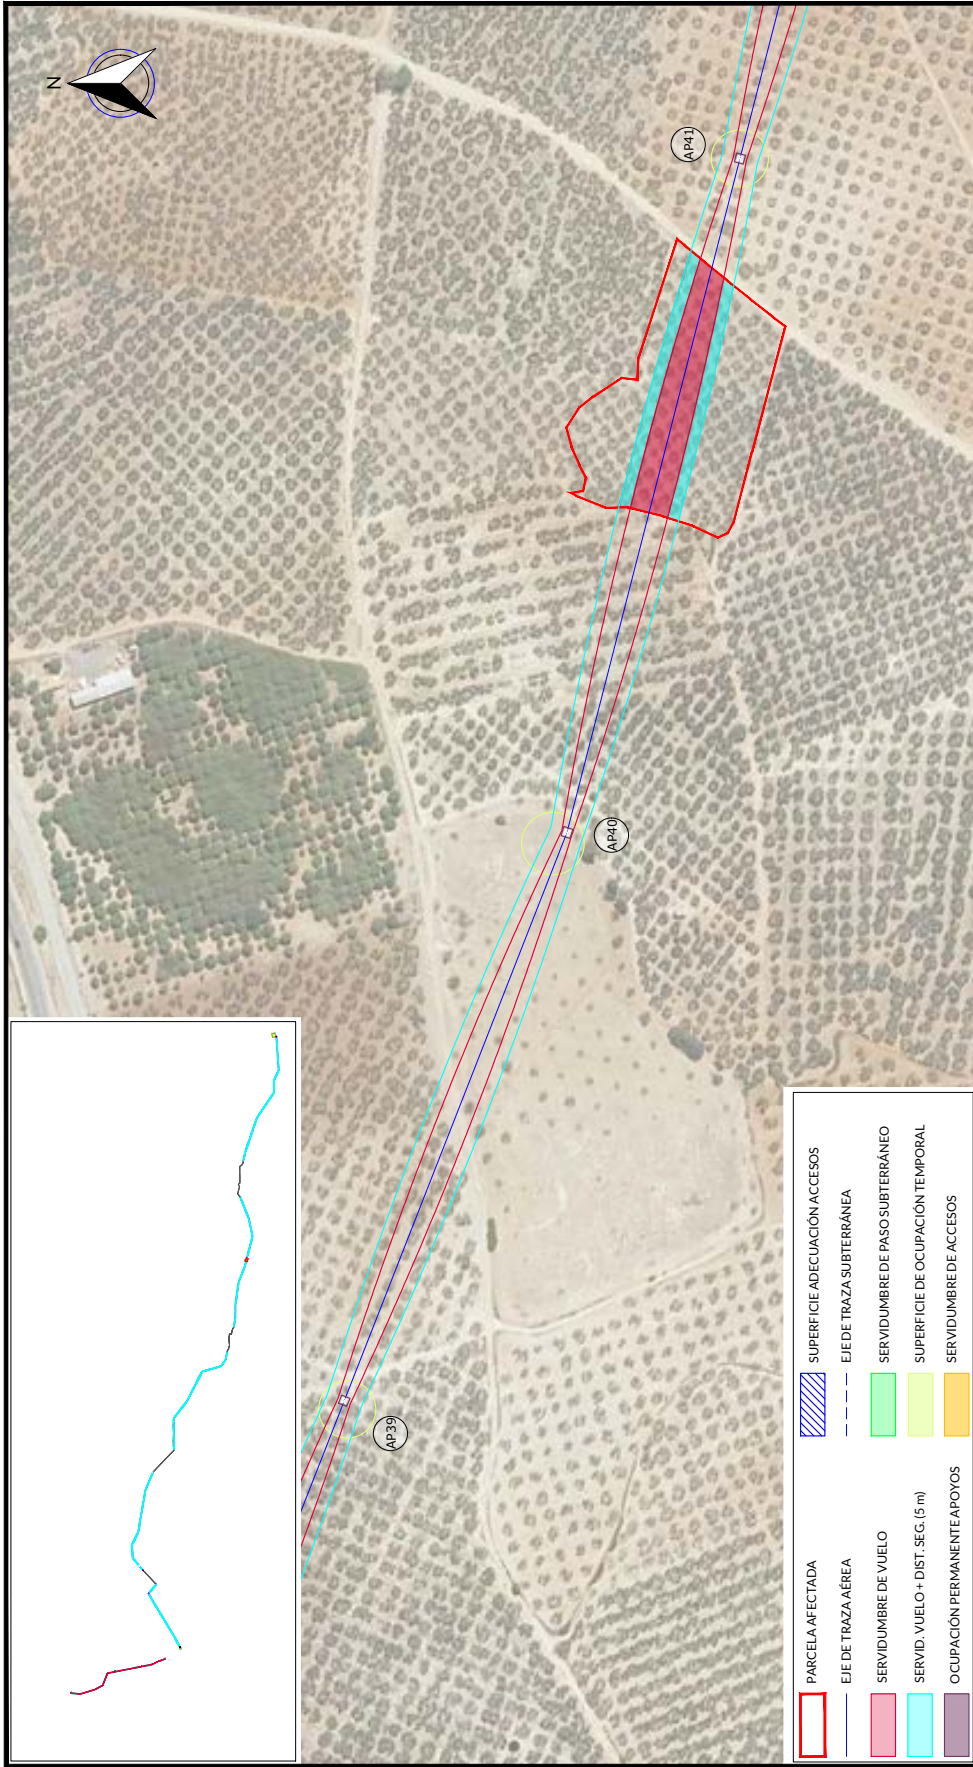 N
AP41
AP40
AP39
PARCELA AFECTADA
EJE DE TRAZA AÉREA
SERVIDUMBRE DE VUELO
SERVID. VUELO + DIST. SEG. (5 m)
OCUPACIÓN PERMANENTE APOYOS
SUPERFICIE ADECUACIÓN ACCESOS
EJE DE TRAZA SUBTERRÁNEA
SERVIDUMBRE DE PASO SUBTERRÁNEO
SUPERFICIE DE OCUPACIÓN TEMPORAL
SERVIDUMBRE DE ACCESOS